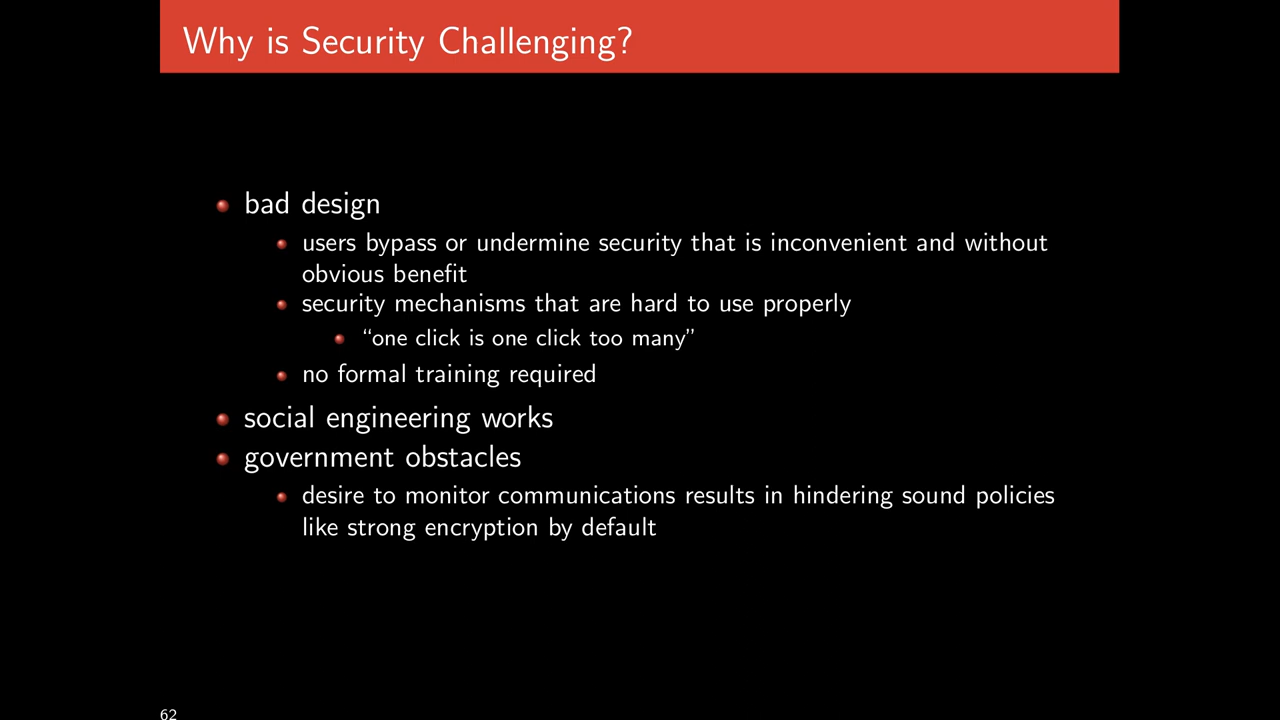 Why is Security Challenging?
bad design
users bypass or undermine security that is inconvenient and without
obvious benefit
security mechanisms that are hard to use properly
“one click is one click too many”
no formal training required
social engineering works
government obstacles
desire to monitor communications results in hindering sound policies
like strong encryption by default
62